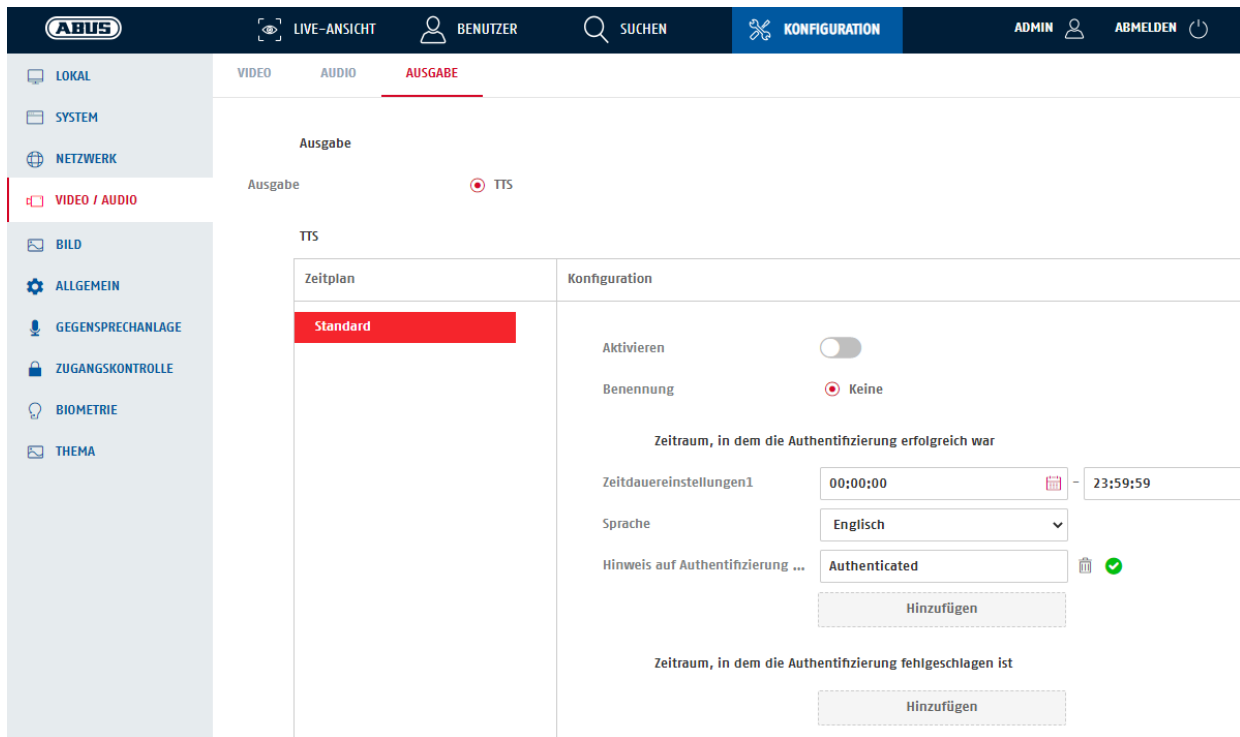 ABUS LIVE-ANSICHT BENUTZER SUCHEN KONFIGURATION ADMIN ABMELDEN
LOKAL
SYSTEM
NETZWERK
VIDEO / AUDIO
BILD
ALLGEMEIN
GEGENSPRECHANLAGE
ZUGANGSKONTROLLE
BIOMETRIE
THEMA
VIDEO AUDIO AUSGABE
Ausgabe
Ausgabe TTS
TTS
Zeitplan Konfiguration
Standard
Aktivieren
Benennung Keine
Zeitraum, in dem die Authentifizierung erfolgreich war
Zeitdauereinstellungen1 00:00:00 - 23:59:59
Sprache Englisch
Hinweis auf Authentifizierung ... Authenticated
Hinzufügen
Zeitraum, in dem die Authentifizierung fehlgeschlagen ist
Hinzufügen